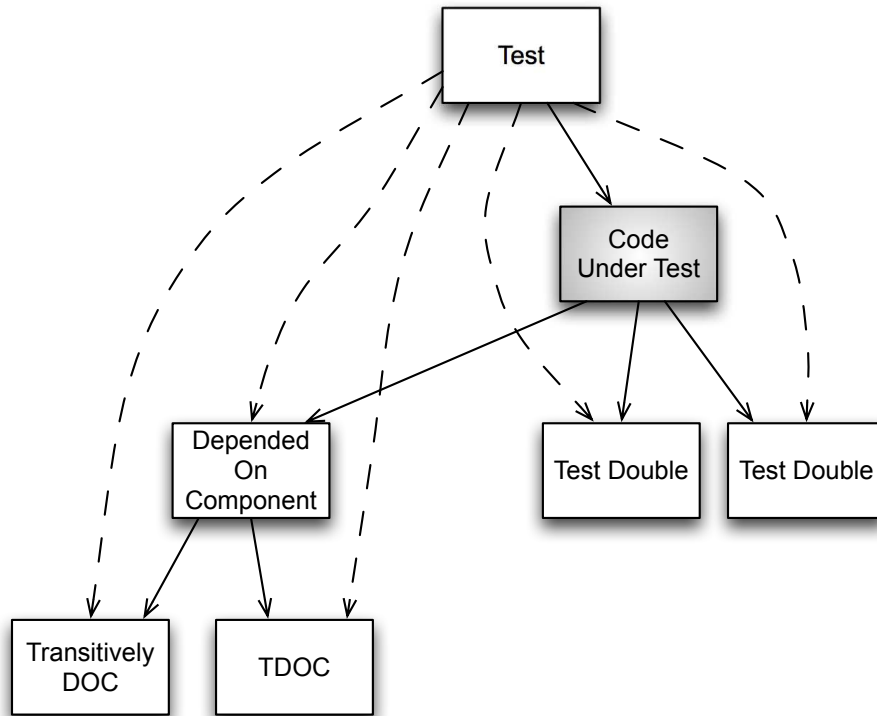 Test
Code
Under Test
Depended
On
Component
Test Double
Test Double
Transitively
DOC
TDOC